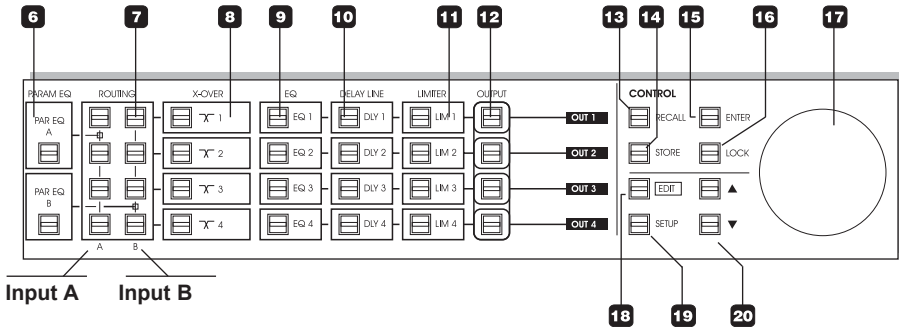 6 7 8 9 10 11 12 13 14 15 16 17
PARAM EQ ROUTING X-OVER EQ DELAY LINE LIMITER OUTPUT CONTROL
PAR EQ
A
1 EQ 1 DLY 1 LIM 1 OUT 1 RECALL ENTER
2 EQ 2 DLY 2 LIM 2 OUT 2 STORE LOCK
PAR EQ
B
3 EQ 3 DLY 3 LIM 3 OUT 3 EDIT ▲
4 EQ 4 DLY 4 LIM 4 OUT 4 SETUP ▼
A B
Input A Input B
18 19 20